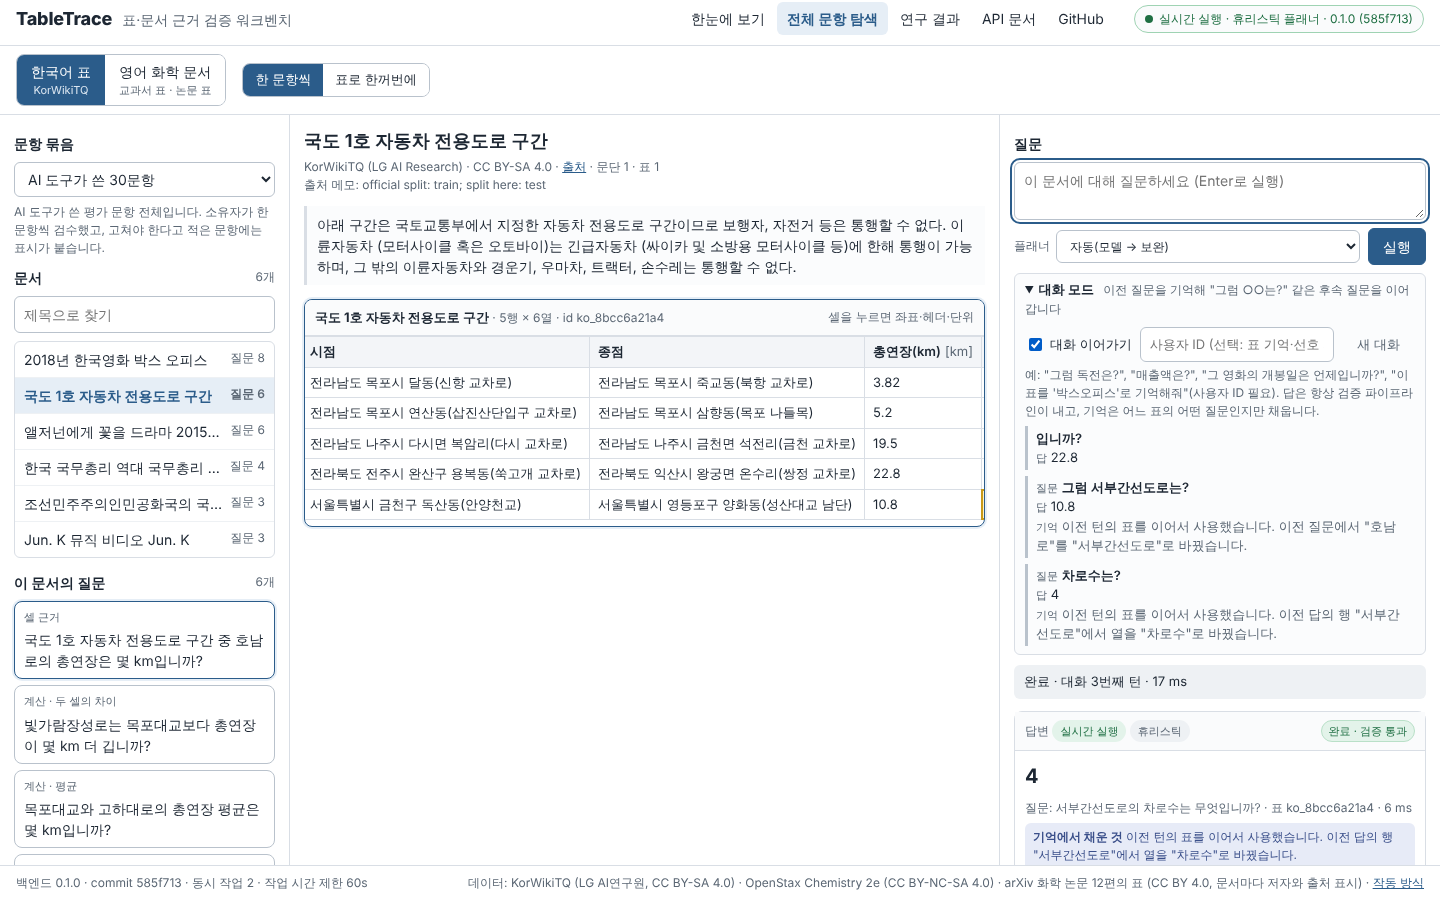 TableTrace 표·문서 근거 검증 워크벤치
한눈에 보기 전체 문항 탐색 연구 결과 API 문서 GitHub 실시간 실행 · 휴리스틱 플래너 · 0.1.0 (585f713)
한국어 표
KorWikiTQ
영어 화학 문서
교과서 표 · 논문 표
한 문항씩 표로 한꺼번에
문항 묶음
AI 도구가 쓴 30문항
AI 도구가 쓴 평가 문항 전체입니다. 소유자가 한
문항씩 검수했고, 고쳐야 한다고 적은 문항에는
표시가 붙습니다.
문서 6개
제목으로 찾기
2018년 한국영화 박스 오피스 질문 8
국도 1호 자동차 전용도로 구간 질문 6
앨저넌에게 꽃을 드라마 2015... 질문 6
한국 국무총리 역대 국무총리 ... 질문 4
조선민주주의인민공화국의 국... 질문 3
Jun. K 뮤직 비디오 Jun. K 질문 3
이 문서의 질문 6개
셀 근거
국도 1호 자동차 전용도로 구간 중 호남
로의 총연장은 몇 km입니까?
계산 · 두 셀의 차이
빛가람장성로는 목포대교보다 총연장
이 몇 km 더 깁니까?
계산 · 평균
목포대교와 고하대로의 총연장 평균은
몇 km입니까?
국도 1호 자동차 전용도로 구간
KorWikiTQ (LG AI Research) · CC BY-SA 4.0 · 출처 · 문단 1 · 표 1
출처 메모: official split: train; split here: test
아래 구간은 국토교통부에서 지정한 자동차 전용도로 구간이므로 보행자, 자전거 등은 통행할 수 없다. 이
륜자동차 (모터사이클 혹은 오토바이)는 긴급자동차 (싸이카 및 소방용 모터사이클 등)에 한해 통행이 가능
하며, 그 밖의 이륜자동차와 경운기, 우마차, 트랙터, 손수레는 통행할 수 없다.
국도 1호 자동차 전용도로 구간 · 5행 × 6열 · id ko_8bcc6a21a4 셀을 누르면 좌표·헤더·단위
시점 종점 총연장(km) [km]
전라남도 목포시 달동(신항 교차로) 전라남도 목포시 죽교동(북항 교차로) 3.82
전라남도 목포시 연산동(삽진산단입구 교차로) 전라남도 목포시 삼향동(목포 나들목) 5.2
전라남도 나주시 다시면 복암리(다시 교차로) 전라남도 나주시 금천면 석전리(금천 교차로) 19.5
전라북도 전주시 완산구 용복동(쑥고개 교차로) 전라북도 익산시 왕궁면 온수리(쌍정 교차로) 22.8
서울특별시 금천구 독산동(안양천교) 서울특별시 영등포구 양화동(성산대교 남단) 10.8
질문
이 문서에 대해 질문하세요 (Enter로 실행)
플래너 자동(모델 → 보완) 실행
▼ 대화 모드 이전 질문을 기억해 "그럼 ○○는?" 같은 후속 질문을 이어
갑니다
대화 이어가기 사용자 ID (선택: 표 기억·선호 새 대화
예: "그럼 독전은?", "매출액은?", "그 영화의 개봉일은 언제입니까?", "이
표를 '박스오피스'로 기억해줘"(사용자 ID 필요). 답은 항상 검증 파이프라
인이 내고, 기억은 어느 표의 어떤 질문인지만 채웁니다.
입니까?
답 22.8
질문 그럼 서부간선도로는?
답 10.8
기억 이전 턴의 표를 이어서 사용했습니다. 이전 질문에서 "호남
로"를 "서부간선도로"로 바꿨습니다.
질문 차로수는?
답 4
기억 이전 턴의 표를 이어서 사용했습니다. 이전 답의 행 "서부간
선도로"에서 열을 "차로수"로 바꿨습니다.
완료 · 대화 3번째 턴 · 17 ms
답변 실시간 실행 휴리스틱 완료 · 검증 통과
4
질문: 서부간선도로의 차로수는 무엇입니까? · 표 ko_8bcc6a21a4 · 6 ms
기억에서 채운 것 이전 턴의 표를 이어서 사용했습니다. 이전 답의 행
"서부간선도로"에서 열을 "차로수"로 바꿨습니다.
백엔드 0.1.0 · commit 585f713 · 동시 작업 2 · 작업 시간 제한 60s
데이터: KorWikiTQ (LG AI연구원, CC BY-SA 4.0) · OpenStax Chemistry 2e (CC BY-NC-SA 4.0) · arXiv 화학 논문 12편의 표 (CC BY 4.0, 문서마다 저자와 출처 표시) · 작동 방식